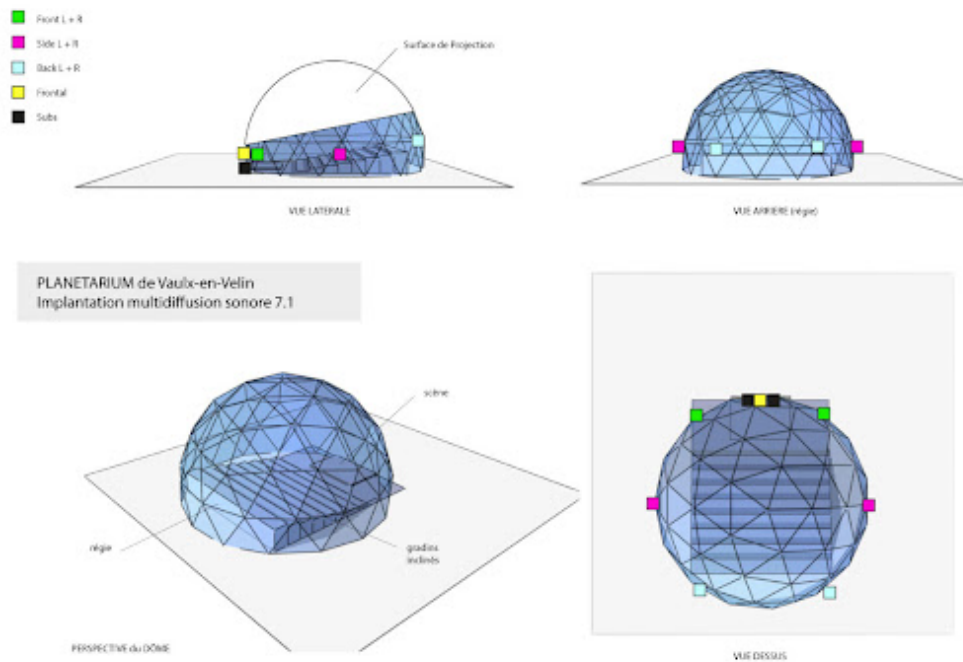 Front L + R
Side L + R
Back L + R
Frontal
Subs
Surface de Projection
VUE LATERALE
VUE ARRIERE (régie)
PLANETARIUM de Vaulx-en-Velin
Implantation multidiffusion sonore 7.1
scène
régie
gradins
inclinés
PERSPECTIVE du DÔME
VUE DESSUS